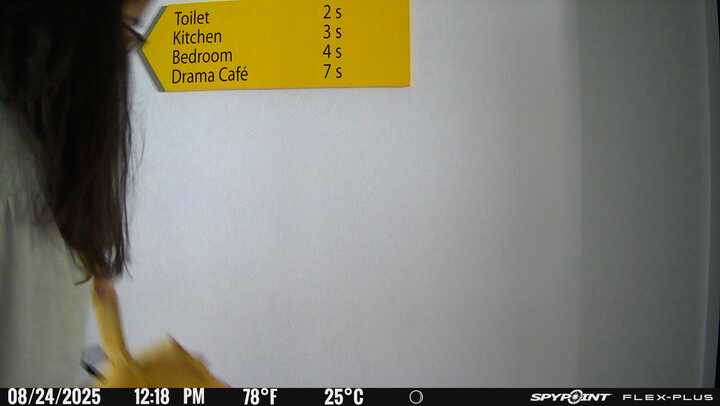 Toilet 2 s
Kitchen 3 s
Bedroom 4 s
Drama Café 7 s
08/24/2025 12:18 PM 78°F 25°C SPYPOINT FLEX-PLUS